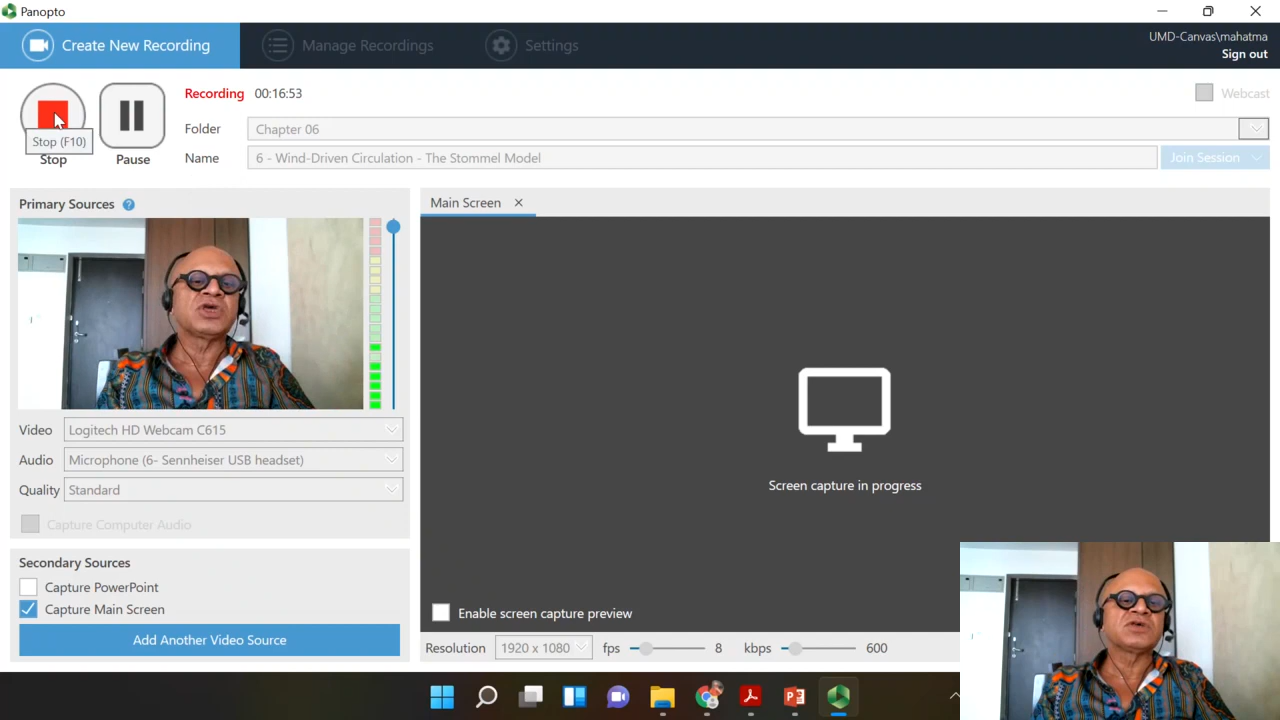 Panopto
Create New Recording
Manage Recordings
Settings
UMD-Canvas\mahatma
Sign out
Recording 00:16:53
Webcast
Folder
Chapter 06
Stop (F10)
Stop
Pause
Name
6 - Wind-Driven Circulation - The Stommel Model
Join Session
Primary Sources ?
Main Screen
Video
Logitech HD Webcam C615
Audio
Microphone (6- Sennheiser USB headset)
Quality
Standard
Capture Computer Audio
Screen capture in progress
Secondary Sources
Capture PowerPoint
Capture Main Screen
Add Another Video Source
Enable screen capture preview
Resolution 1920 x 1080 fps 8 kbps 600